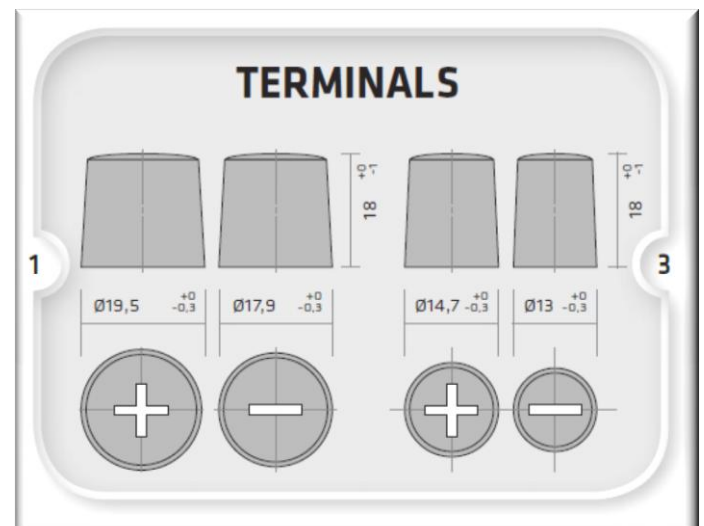 TERMINALS
18 +0 -1
18 +0 -1
1
3
Ø19,5 +0 -0,3
Ø17,9 +0 -0,3
Ø14,7 +0 -0,3
Ø13 +0 -0,3